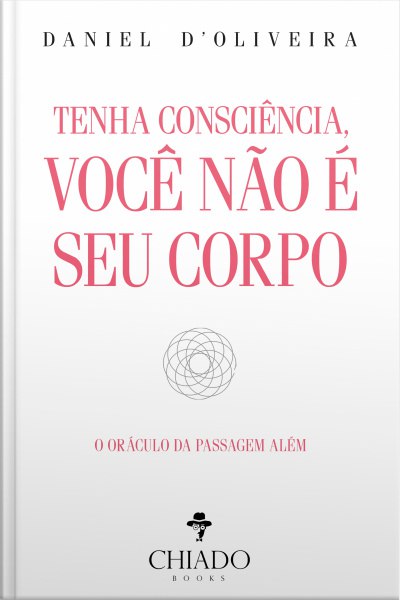 DANIEL D'OLIVEIRA
TENHA CONSCIÊNCIA,
VOCÊ NÃO É
SEU CORPO
O ORÁCULO DA PASSAGEM ALÉM
CHIADO
BOOKS